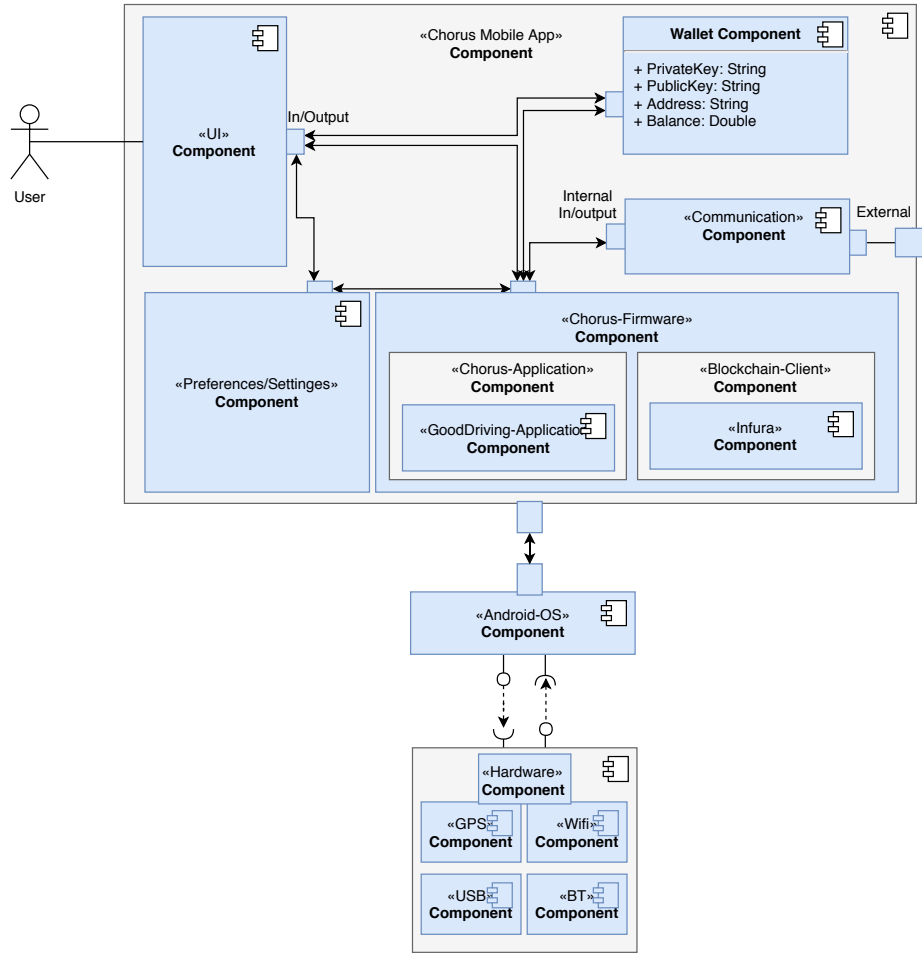 «Chorus Mobile App»
Component
Wallet Component
+ PrivateKey: String
+ PublicKey: String
+ Address: String
+ Balance: Double
In/Output
«UI»
Component
User
Internal
In/output
«Communication»
Component
External
«Preferences/Settinges»
Component
«Chorus-Firmware»
Component
«Chorus-Application»
Component
«GoodDriving-Application
Component
«Blockchain-Client»
Component
«Infura»
Component
«Android-OS»
Component
«Hardware»
Component
«GPS»
Component
«Wifi»
Component
«USB»
Component
«BT»
Component